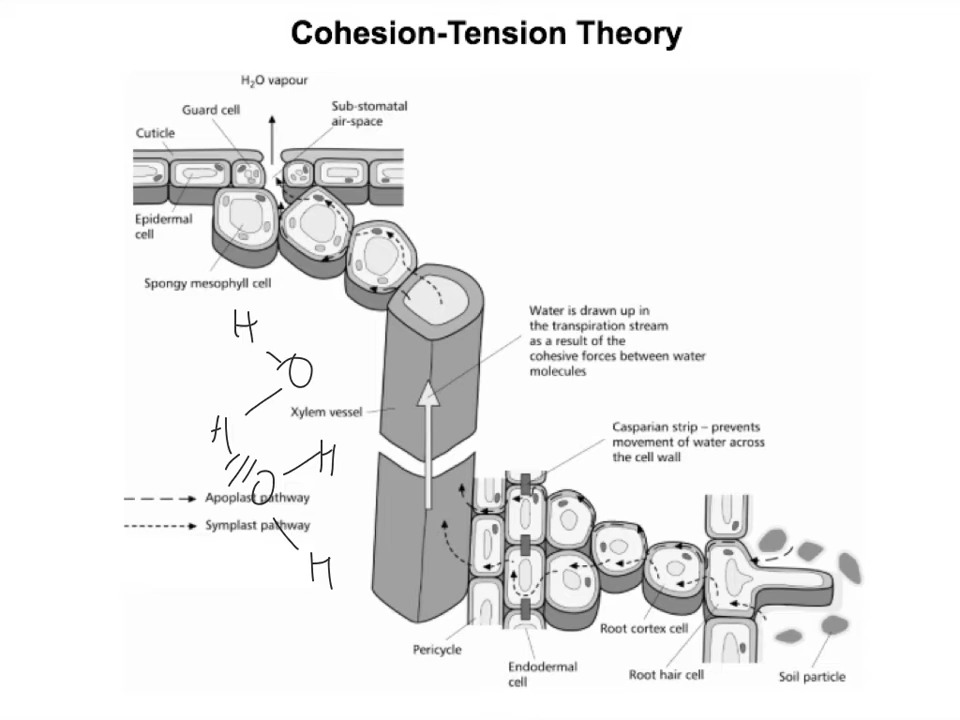 Cohesion-Tension Theory
H₂O vapour
Guard cell
Sub-stomatal
air-space
Cuticle
Epidermal
cell
Spongy mesophyll cell
H
O
Water is drawn up in
the transpiration stream
as a result of the
cohesive forces between water
molecules
Xylem vessel
H
H
O
Casparian strip – prevents
movement of water across
the cell wall
Apoplast pathway
Symplast pathway
H
Root cortex cell
Pericycle
Endodermal
cell
Root hair cell
Soil particle